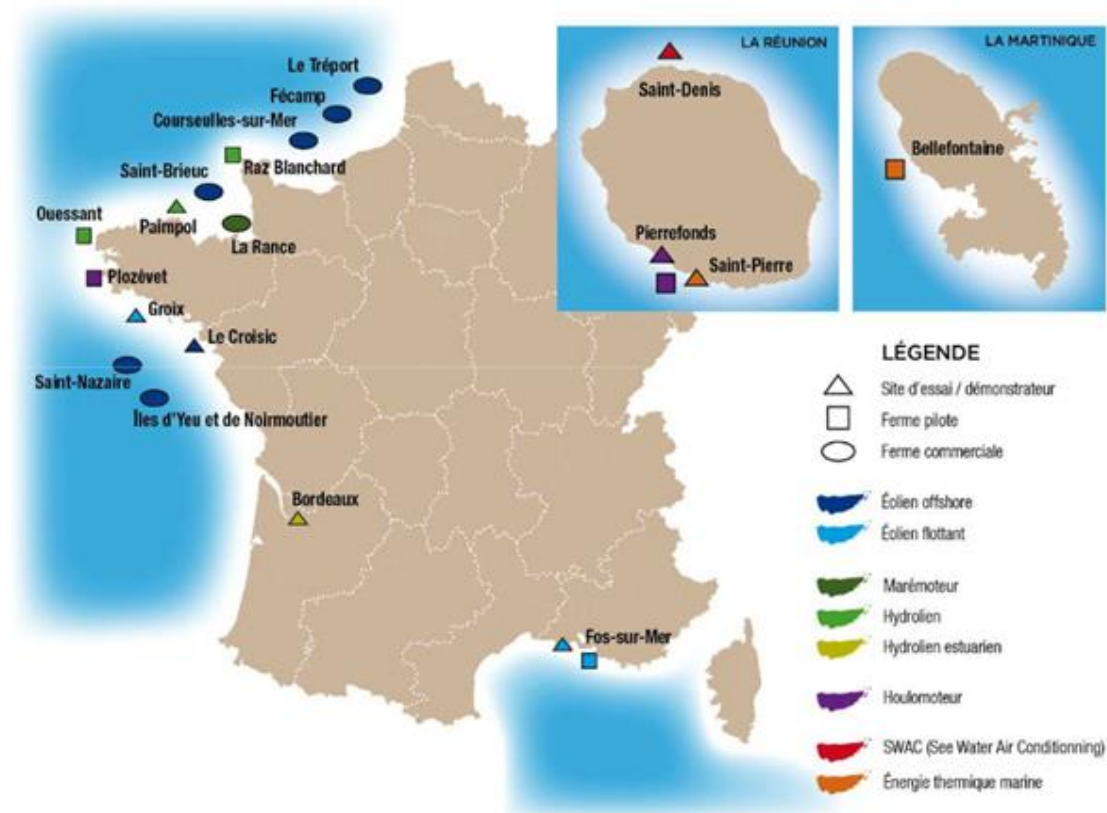 Le Tréport
Fécamp
Courseulles-sur-Mer
Raz Blanchard
Saint-Brieuc
Ouessant
Paimpol
La Rance
Plozévet
Groix
Le Croisic
Saint-Nazaire
Îles d'Yeu et de Noirmoutier
Bordeaux
Fos-sur-Mer
LA RÉUNION
Saint-Denis
Pierrefonds
Saint-Pierre
LA MARTINIQUE
Bellefontaine
LÉGENDE
Site d'essai / démonstrateur
Ferme pilote
Ferme commerciale
Éolien offshore
Éolien flottant
Marémoteur
Hydrolien
Hydrolien estuarien
Houlomoteur
SWAC (See Water Air Conditionning)
Énergie thermique marine